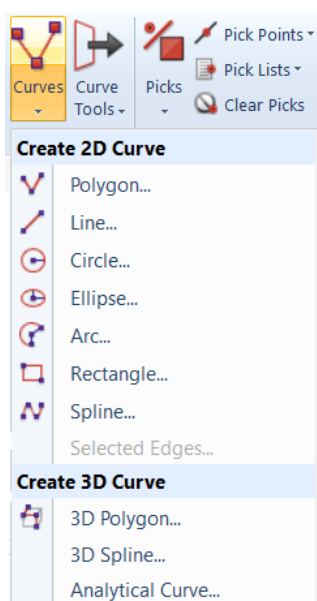 Pick Points
Pick Lists
Clear Picks
Curves
Curve
Tools
Picks
Create 2D Curve
Polygon...
Line...
Circle...
Ellipse...
Arc...
Rectangle...
Spline...
Selected Edges...
Create 3D Curve
3D Polygon...
3D Spline...
Analytical Curve...